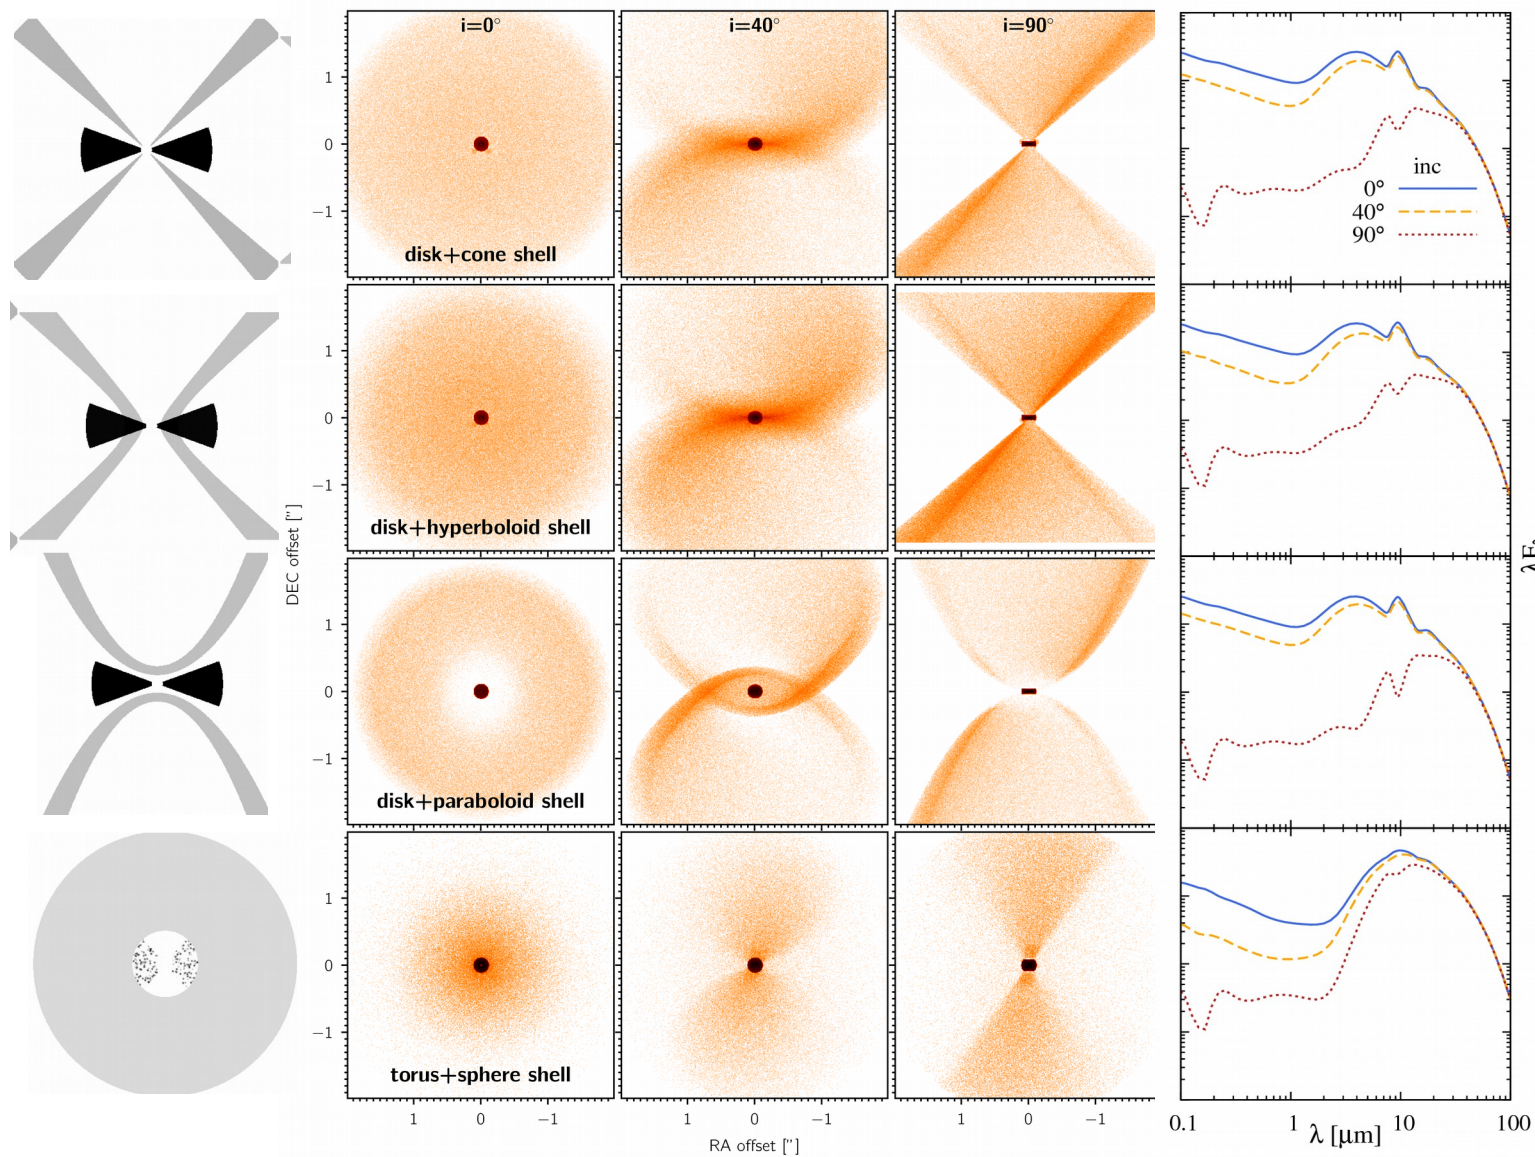 i=0° i=40° i=90°
1
0
−1
disk+cone shell
inc
0°
40°
90°
1
0
−1
disk+hyperboloid shell
DEC offset ["]
1
0
−1
disk+paraboloid shell
1
0
−1
torus+sphere shell
1 0 −1 1 0 −1 1 0 −1
RA offset ["]
0.1 1 10 100
λ [μm]